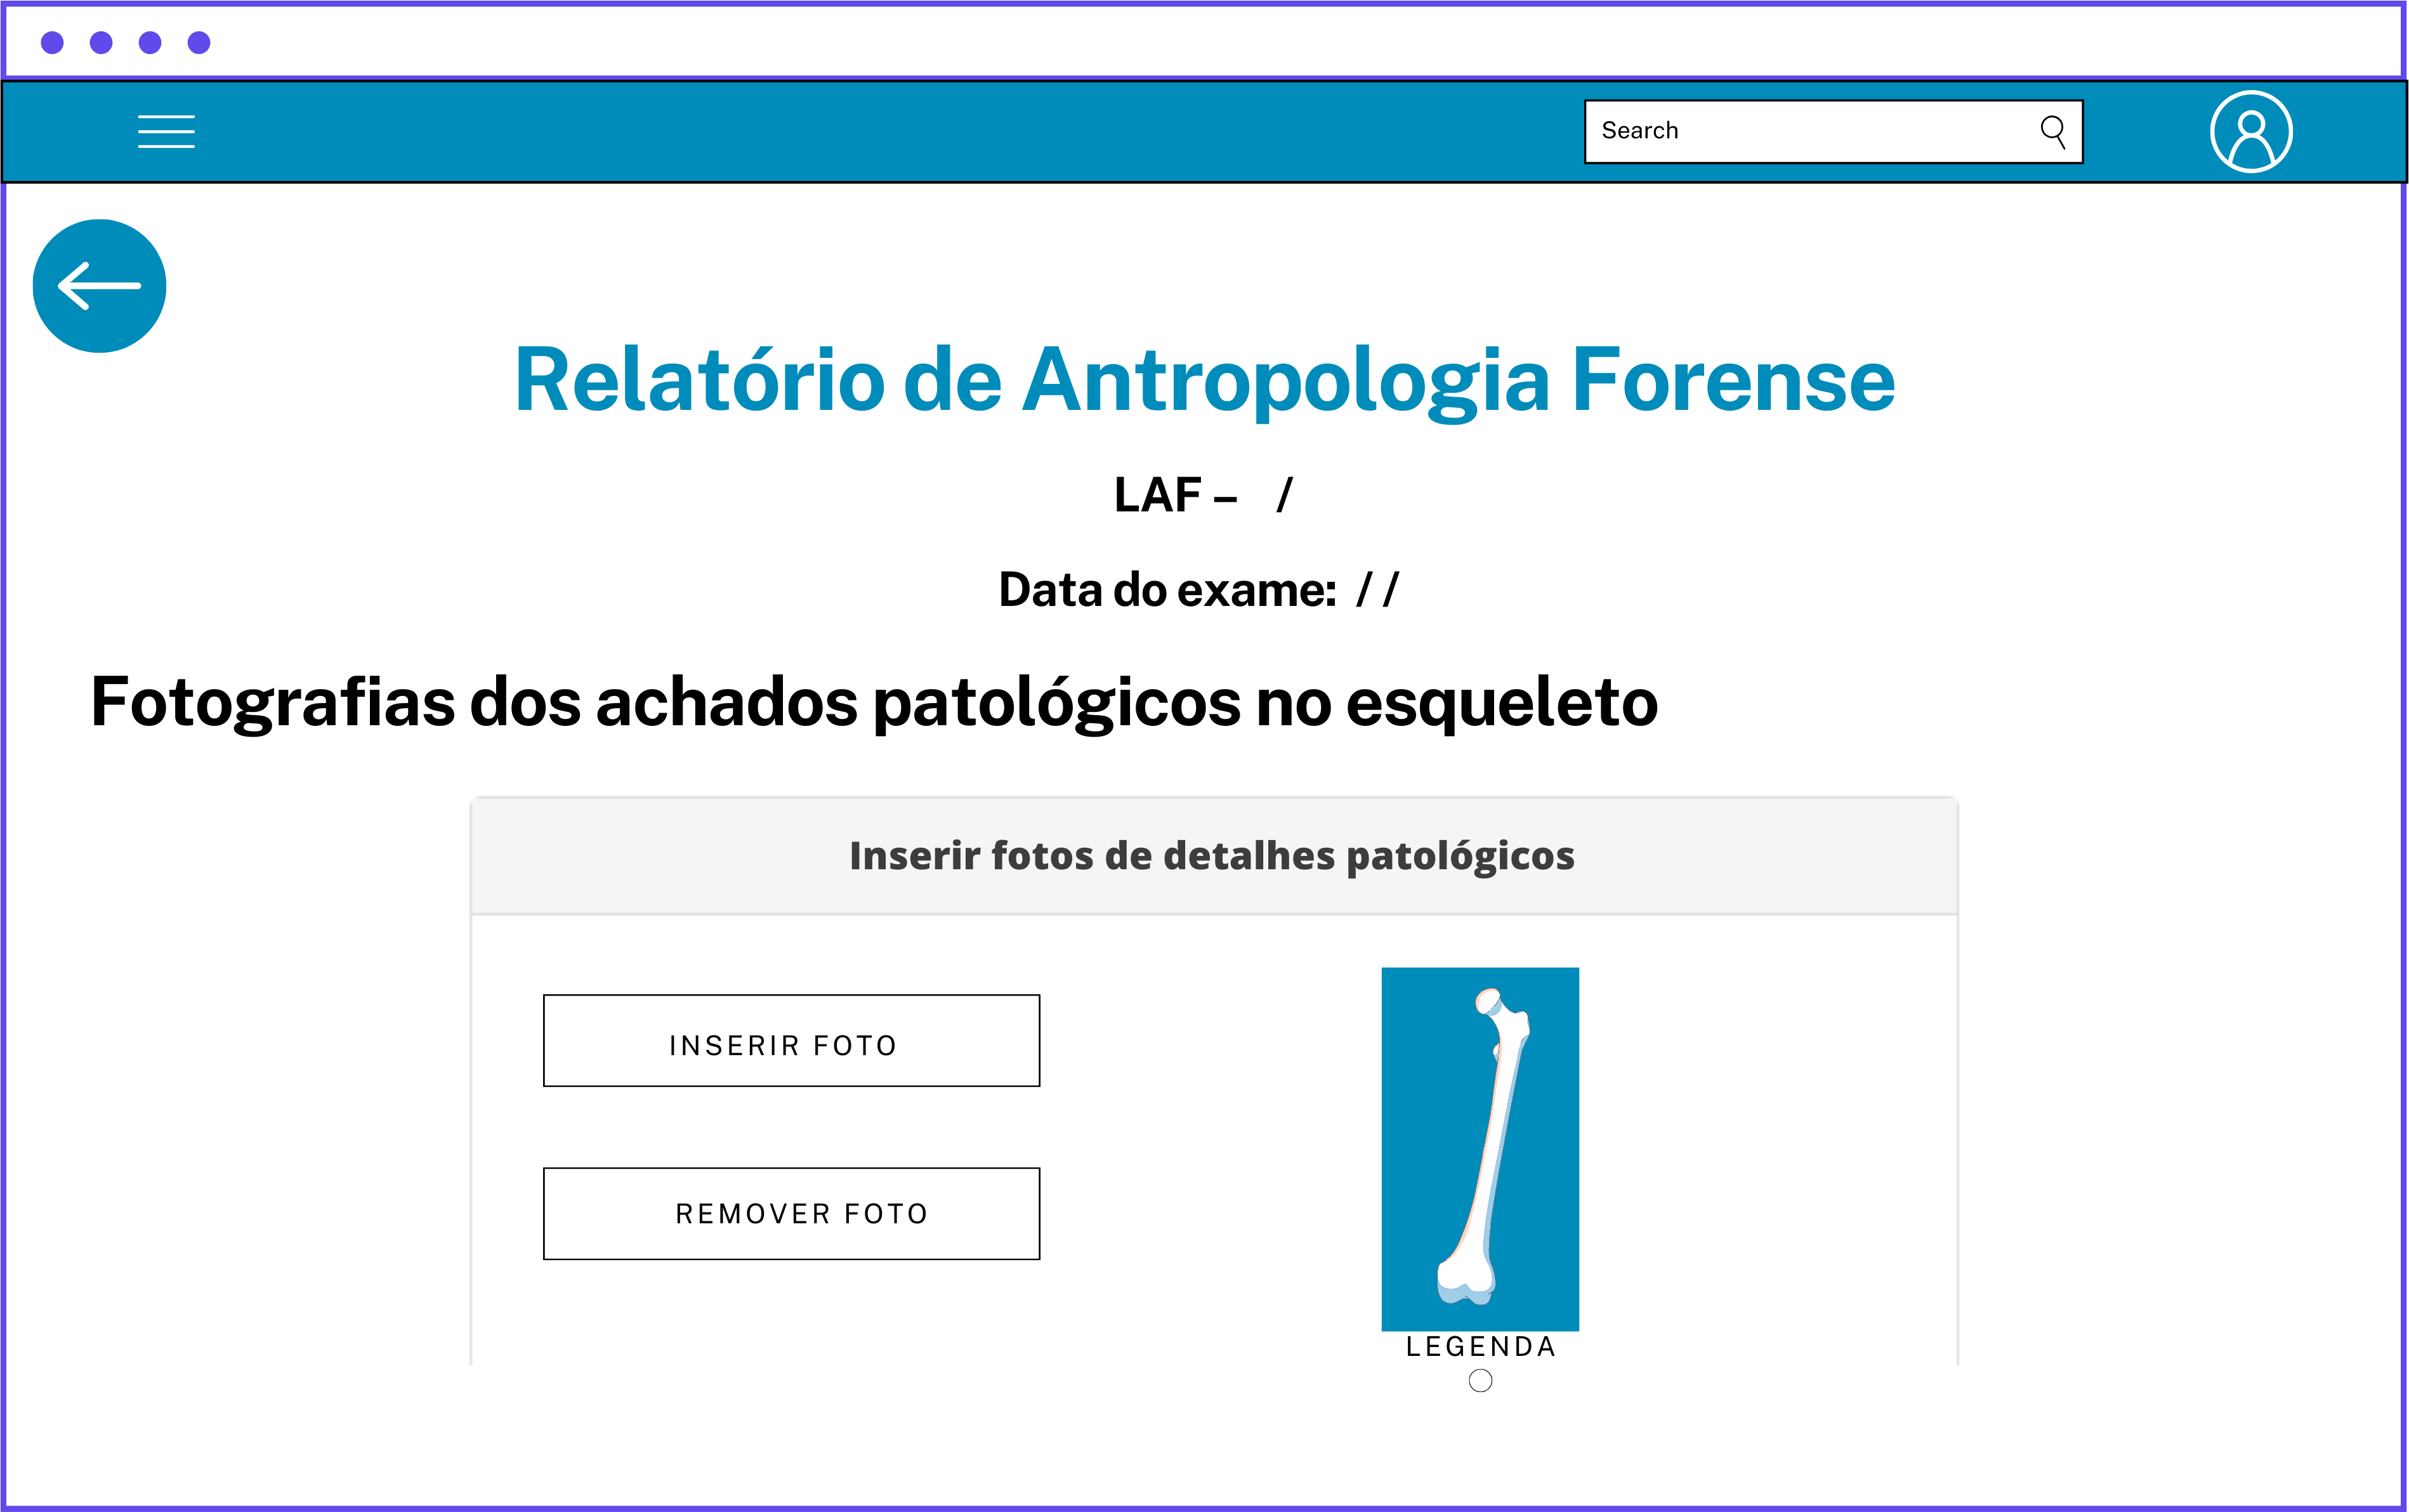 Search
Relatório de Antropologia Forense
LAF – /
Data do exame: / /
Fotografias dos achados patológicos no esqueleto
Inserir fotos de detalhes patológicos
INSERIR FOTO
REMOVER FOTO
LEGENDA